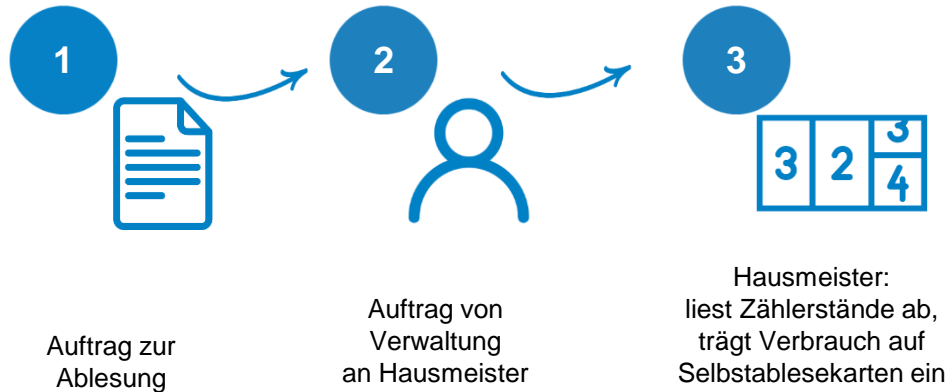 1
2
3
3 2 3
4
Auftrag zur
Ablesung
Auftrag von
Verwaltung
an Hausmeister
Hausmeister:
liest Zählerstände ab,
trägt Verbrauch auf
Selbstablesekarten ein